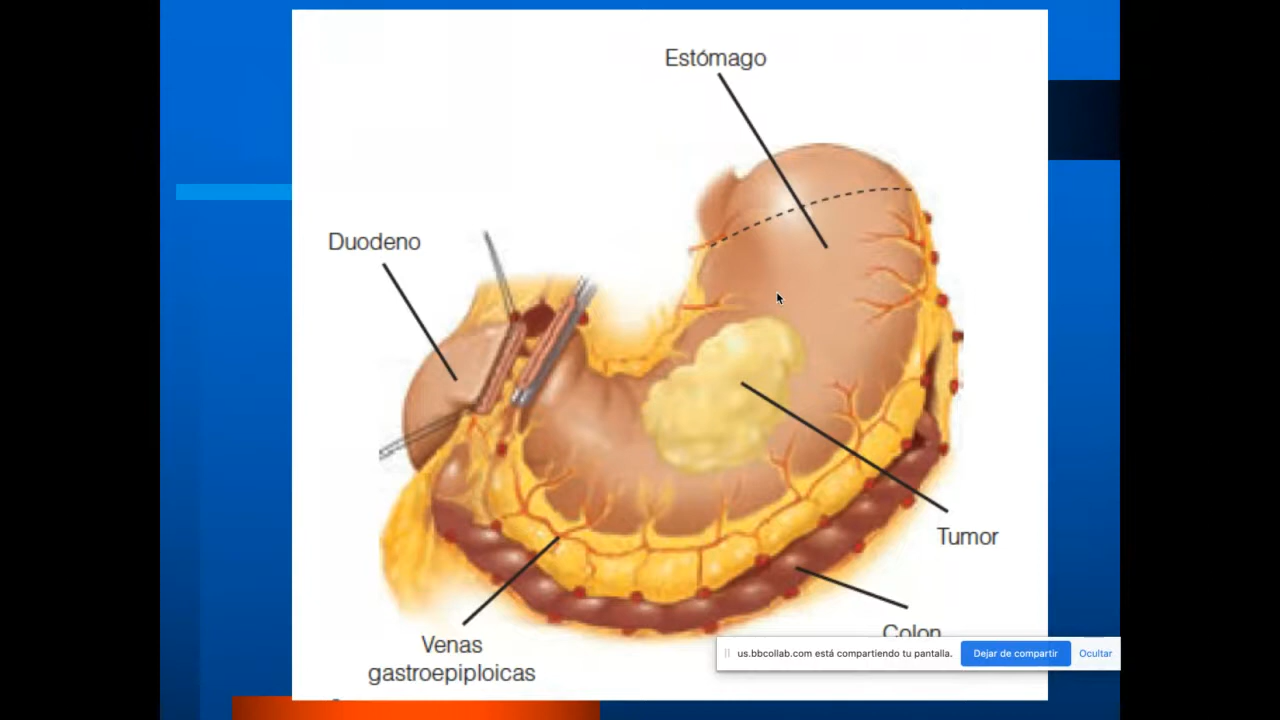 Estómago
Duodeno
Tumor
Colon
Venas
gastroepiploicas
us.bbcollab.com está compartiendo tu pantalla.
Dejar de compartir
Ocultar